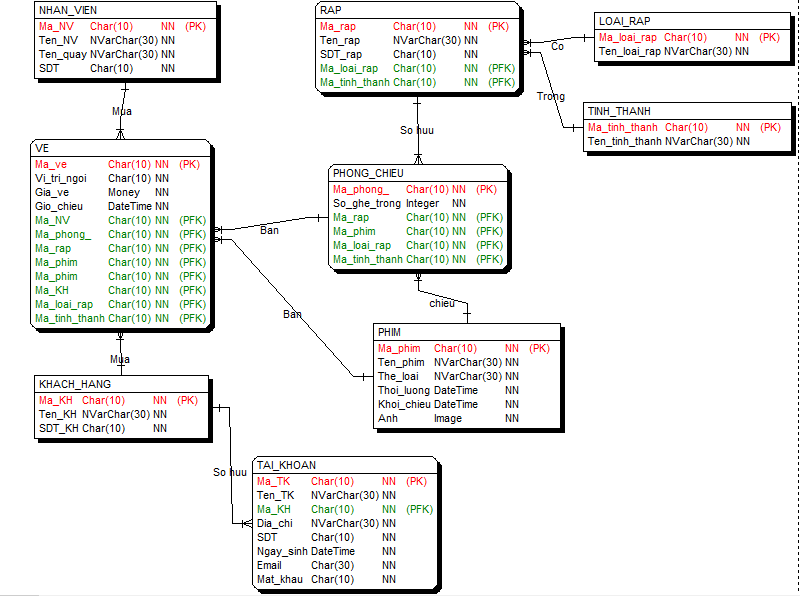 NHAN_VIEN
Ma_NV Char(10) NN (PK)
Ten_NV NVarChar(30) NN
Ten_quay NVarChar(30) NN
SDT Char(10) NN
RAP
Ma_rap Char(10) NN (PK)
Ten_rap NVarChar(30) NN
SDT_rap Char(10) NN
Ma_loai_rap Char(10) NN (PFK)
Ma_tinh_thanh Char(10) NN (PFK)
LOAI_RAP
Ma_loai_rap Char(10) NN (PK)
Ten_loai_rap NVarChar(30) NN
Co
Trong
TINH_THANH
Ma_tinh_thanh Char(10) NN (PK)
Ten_tinh_thanh NVarChar(30) NN
Mua
So huu
VE
Ma_ve Char(10) NN (PK)
Vi_tri_ngoi Char(10) NN
Gia_ve Money NN
Gio_chieu DateTime NN
Ma_NV Char(10) NN (PFK)
Ma_phong_ Char(10) NN (PFK)
Ma_rap Char(10) NN (PFK)
Ma_phim Char(10) NN (PFK)
Ma_phim Char(10) NN (PFK)
Ma_KH Char(10) NN (PFK)
Ma_loai_rap Char(10) NN (PFK)
Ma_tinh_thanh Char(10) NN (PFK)
PHONG_CHIEU
Ma_phong_ Char(10) NN (PK)
So_ghe_trong Integer NN
Ma_rap Char(10) NN (PFK)
Ma_phim Char(10) NN (PFK)
Ma_loai_rap Char(10) NN (PFK)
Ma_tinh_thanh Char(10) NN (PFK)
Ban
Ban
chieu
PHIM
Ma_phim Char(10) NN (PK)
Ten_phim NVarChar(30) NN
The_loai NVarChar(30) NN
Thoi_luong DateTime NN
Khoi_chieu DateTime NN
Anh Image NN
Mua
KHACH_HANG
Ma_KH Char(10) NN (PK)
Ten_KH NVarChar(30) NN
SDT_KH Char(10) NN
So huu
TAI_KHOAN
Ma_TK Char(10) NN (PK)
Ten_TK NVarChar(30) NN
Ma_KH Char(10) NN (PFK)
Dia_chi NVarChar(30) NN
SDT Char(10) NN
Ngay_sinh DateTime NN
Email Char(30) NN
Mat_khau Char(10) NN